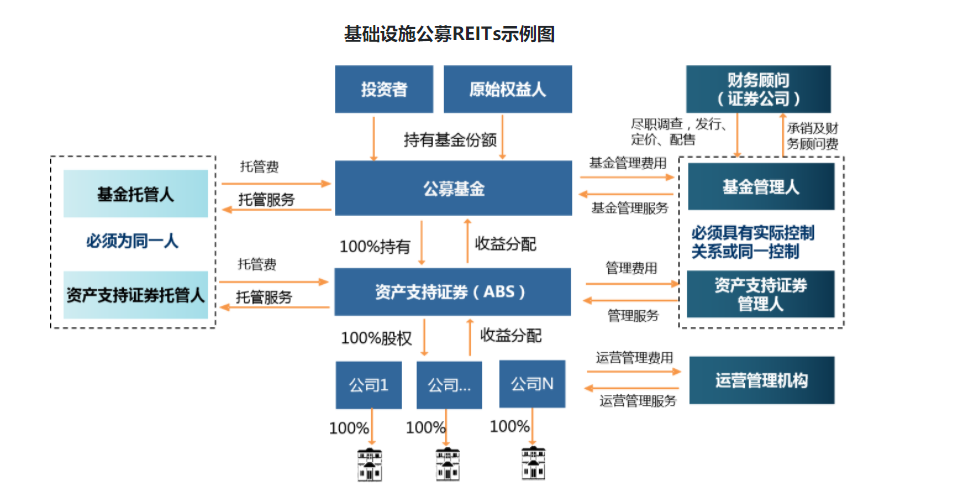 基础设施公募REITs示例图
投资者
原始权益人
财务顾问
（证券公司）
持有基金份额
尽职调查，发行、
定价、配售
承销及财
务顾问费
基金托管人
托管费
托管服务
公募基金
基金管理费用
基金管理服务
基金管理人
必须为同一人
100%持有
收益分配
必须具有实际控制
关系或同一控制
资产支持证券托管人
托管费
托管服务
资产支持证券（ABS）
管理费用
管理服务
资产支持证券
管理人
100%股权
收益分配
公司1
公司...
公司N
运营管理费用
运营管理服务
运营管理机构
100%
100%
100%